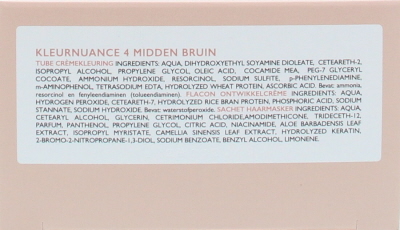 KLEURNUANCE 4 MIDDEN BRUIN
TUBE CRÈMEKLEURING INGREDIENTS: AQUA, DIHYDROXYETHYL SOYAMINE DIOLEATE, CETEARETH-2,
ISOPROPYL ALCOHOL, PROPYLENE GLYCOL, OLEIC ACID, COCAMIDE MEA, PEG-7 GLYCERYL
COCOATE, AMMONIUM HYDROXIDE, RESORCINOL, SODIUM SULFITE, p-PHENYLENEDIAMINE,
m-AMINOPHENOL, TETRASODIUM EDTA, HYDROLYZED WHEAT PROTEIN, ASCORBIC ACID. Bevat: ammonia,
resorcinol en fenyleendiaminen (tolueendiaminen). FLACON ONTWIKKELCRÈME INGREDIENTS: AQUA,
HYDROGEN PEROXIDE, CETEARETH-7, HYDROLYZED RICE BRAN PROTEIN, PHOSPHORIC ACID, SODIUM
STANNATE, PARFUM, DISODIUM EDTA. Bevat: waterstofperoxide. SACHET HAARMASKER INGREDIENTS: AQUA,
CETEARYL ALCOHOL, GLYCERIN, CETRIMONIUM CHLORIDE,AMODIMETHICONE, TRIDECETH-12,
PARFUM, PANTHENOL, PROPYLENE GLYCOL, CITRIC ACID, NIACINAMIDE, ALOE BARBADENSIS LEAF
EXTRACT, ISOPROPYL MYRISTATE, CAMELLIA SINENSIS LEAF EXTRACT, HYDROLYZED KERATIN,
2-BROMO-2-NITROPROPANE-1,3-DIOL, SODIUM BENZOATE, BENZYL ALCOHOL, LIMONENE.